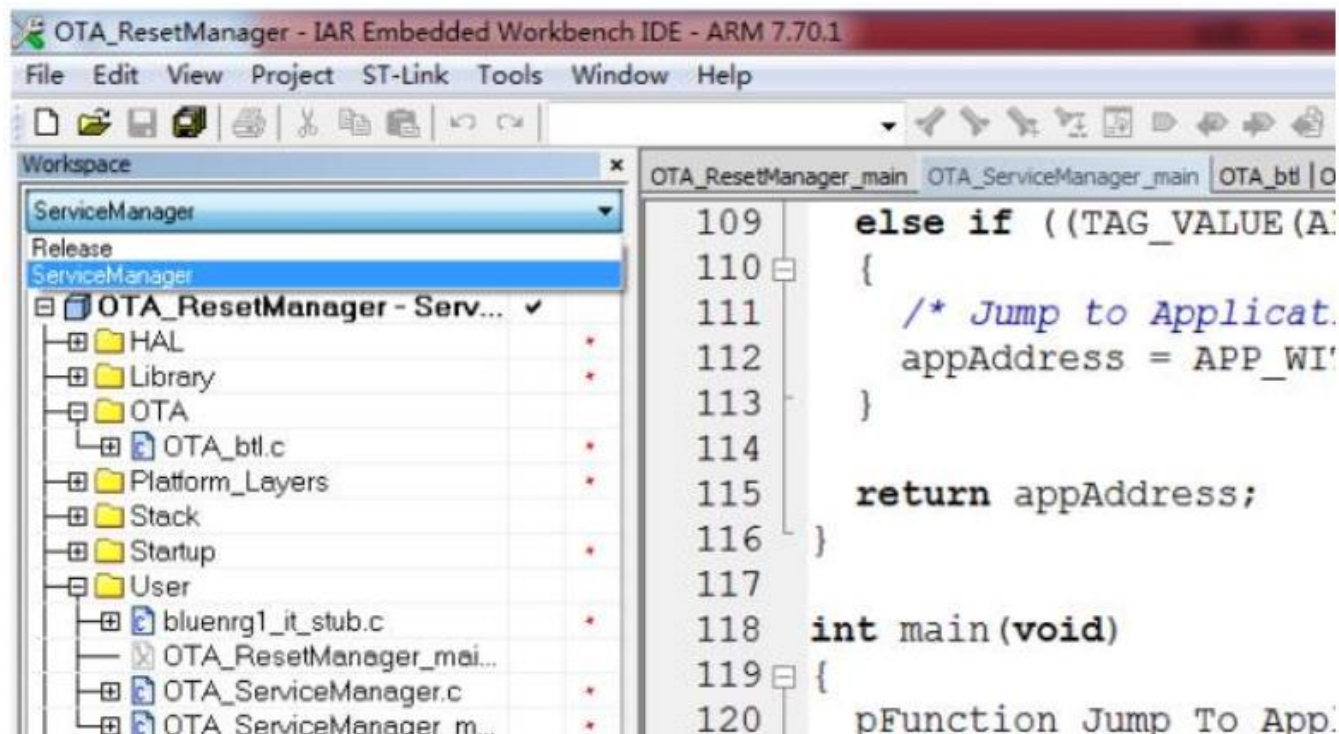 OTA_ResetManager - IAR Embedded Workbench IDE - ARM 7.70.1
File Edit View Project ST-Link Tools Window Help
Workspace
ServiceManager
Release
ServiceManager
OTA_ResetManager - Serv...
HAL
Library
OTA
OTA_btl.c
Platform_Layers
Stack
Startup
User
bluenrg1_it_stub.c
OTA_ResetManager_mai...
OTA_ServiceManager.c
OTA_ServiceManager_m...
OTA_ResetManager_main OTA_ServiceManager_main OTA_btl O
109 else if ((TAG_VALUE(A
110 {
111 /* Jump to Applicat
112 appAddress = APP_WI
113 }
114
115 return appAddress;
116 }
117
118 int main(void)
119 {
120 pFunction Jump_To_App